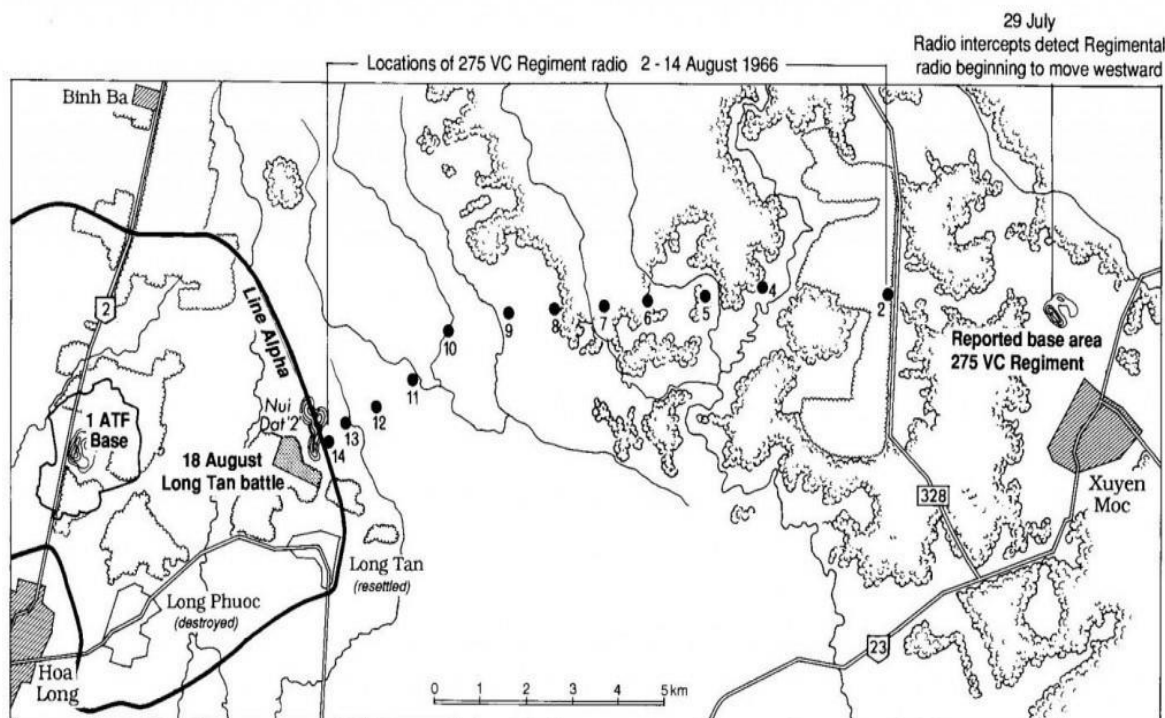 29 July
Radio intercepts detect Regimental
radio beginning to move westward
Locations of 275 VC Regiment radio 2 - 14 August 1966
Binh Ba
2
Line Alpha
4
5
6
7
8
9
10
2
Reported base area
275 VC Regiment
11
12
13
14
Nui
Dat '2'
1 ATF
Base
18 August
Long Tan battle
328
Xuyen
Moc
Long Tan
(resettled)
Long Phuoc
(destroyed)
23
Hoa
Long
0 1 2 3 4 5 km